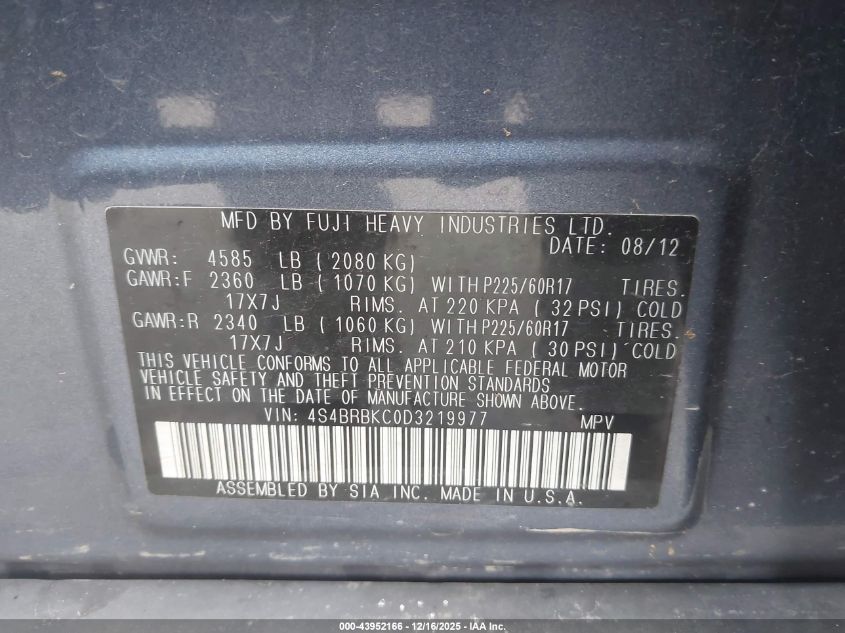 MFD BY FUJI HEAVY INDUSTRIES LTD.
DATE: 08/12
GVWR: 4585 LB (2080 KG)
GAWR:F 2360 LB (1070 KG) WITH P225/60R17 TIRES.
17X7J RIMS. AT 220 KPA (32 PSI) COLD
GAWR:R 2340 LB (1060 KG) WITH P225/60R17 TIRES.
17X7J RIMS. AT 210 KPA (30 PSI) COLD
THIS VEHICLE CONFORMS TO ALL APPLICABLE FEDERAL MOTOR
VEHICLE SAFETY AND THEFT PREVENTION STANDARDS
IN EFFECT ON THE DATE OF MANUFACTURE SHOWN ABOVE.
VIN: 4S4BRBKC0D3219977 MPV
ASSEMBLED BY SIA INC. MADE IN U.S.A.
000-43952166 - 12/16/2025 - IAA Inc.